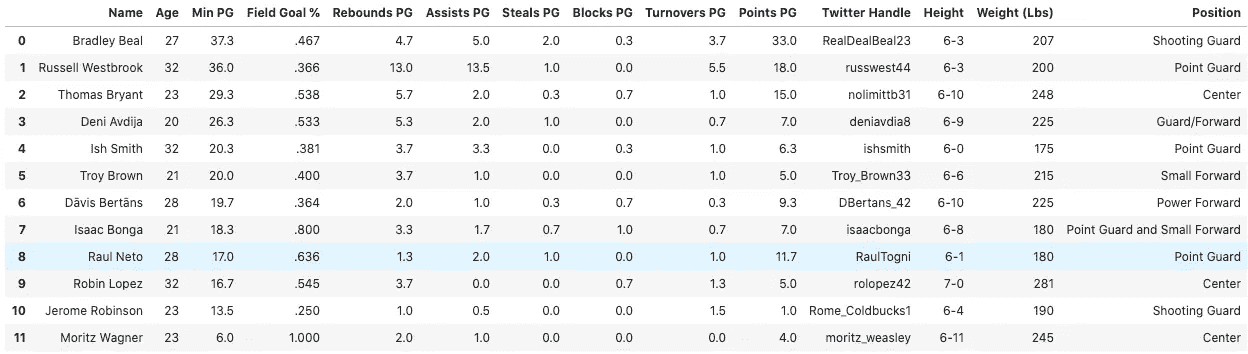 Name Age Min PG Field Goal % Rebounds PG Assists PG Steals PG Blocks PG Turnovers PG Points PG Twitter Handle Height Weight (Lbs) Position
0 Bradley Beal 27 37.3 .467 4.7 5.0 2.0 0.3 3.7 33.0 RealDealBeal23 6-3 207 Shooting Guard
1 Russell Westbrook 32 36.0 .366 13.0 13.5 1.0 0.0 5.5 18.0 russwest44 6-3 200 Point Guard
2 Thomas Bryant 23 29.3 .538 5.7 2.0 0.3 0.7 1.0 15.0 nolimittb31 6-10 248 Center
3 Deni Avdija 20 26.3 .533 5.3 2.0 1.0 0.0 0.7 7.0 deniavdia8 6-9 225 Guard/Forward
4 Ish Smith 32 20.3 .381 3.7 3.3 0.0 0.3 1.0 6.3 ishsmith 6-0 175 Point Guard
5 Troy Brown 21 20.0 .400 3.7 1.0 0.0 0.0 1.0 5.0 Troy_Brown33 6-6 215 Small Forward
6 Dāvis Bertāns 28 19.7 .364 2.0 1.0 0.3 0.7 0.3 9.3 DBertans_42 6-10 225 Power Forward
7 Isaac Bonga 21 18.3 .800 3.3 1.7 0.7 1.0 0.7 7.0 isaacbonga 6-8 180 Point Guard and Small Forward
8 Raul Neto 28 17.0 .636 1.3 2.0 1.0 0.0 1.0 11.7 RaulTogni 6-1 180 Point Guard
9 Robin Lopez 32 16.7 .545 3.7 0.0 0.0 0.7 1.3 5.0 rolopez42 7-0 281 Center
10 Jerome Robinson 23 13.5 .250 1.0 0.5 0.0 0.0 1.5 1.0 Rome_Coldbucks1 6-4 190 Shooting Guard
11 Moritz Wagner 23 6.0 1.000 2.0 1.0 0.0 0.0 0.0 4.0 moritz_weasley 6-11 245 Center